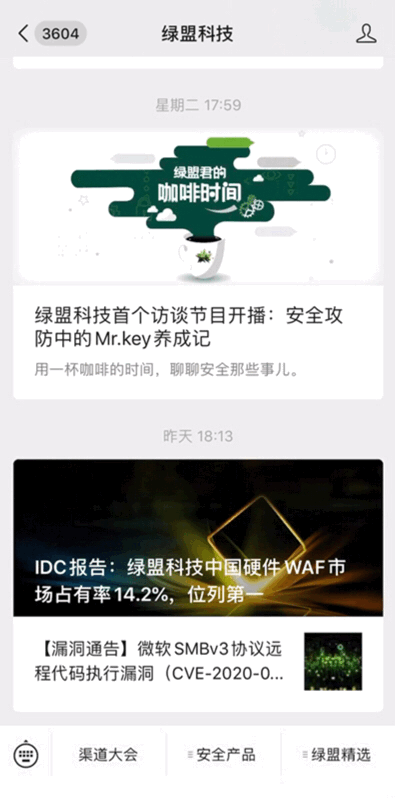 3604
绿盟科技
星期二 17:59
绿盟君的
咖啡时间
绿盟科技首个访谈节目开播：安全攻
防中的Mr.key养成记
用一杯咖啡的时间，聊聊安全那些事儿。
昨天 18:13
IDC报告：绿盟科技中国硬件WAF市
场占有率14.2%，位列第一
【漏洞通告】微软SMBv3协议远
程代码执行漏洞（CVE-2020-0...
渠道大会
安全产品
绿盟精选